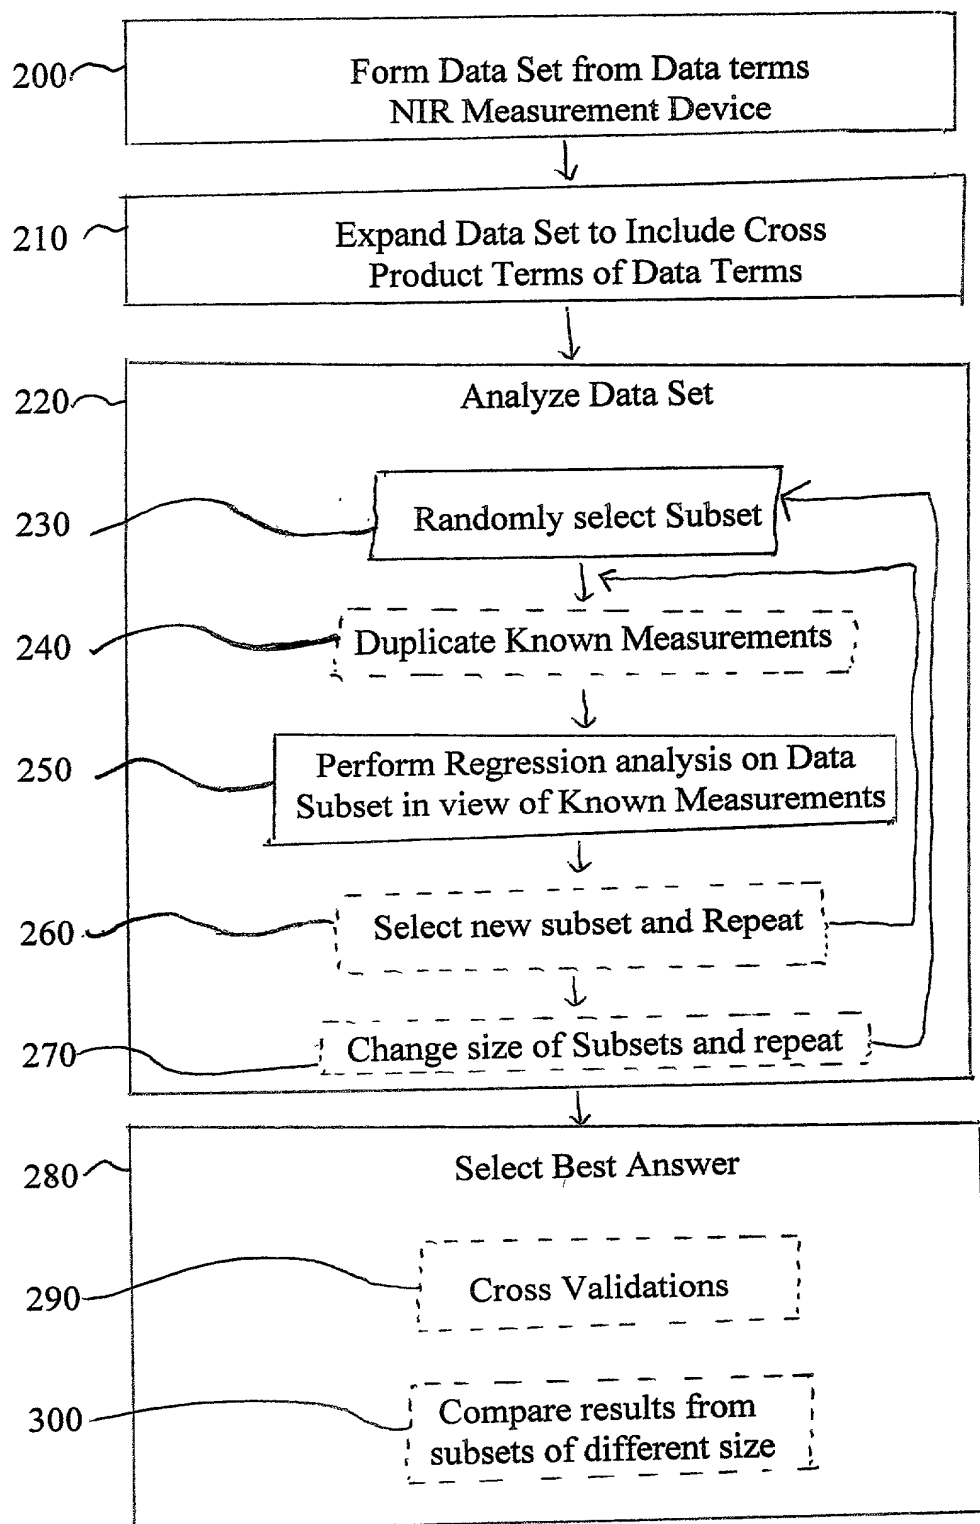 200
Form Data Set from Data terms
NIR Measurement Device
210
Expand Data Set to Include Cross
Product Terms of Data Terms
220
Analyze Data Set
230
Randomly select Subset
240
Duplicate Known Measurements
250
Perform Regression analysis on Data
Subset in view of Known Measurements
260
Select new subset and Repeat
270
Change size of Subsets and repeat
280
Select Best Answer
290
Cross Validations
300
Compare results from
subsets of different size